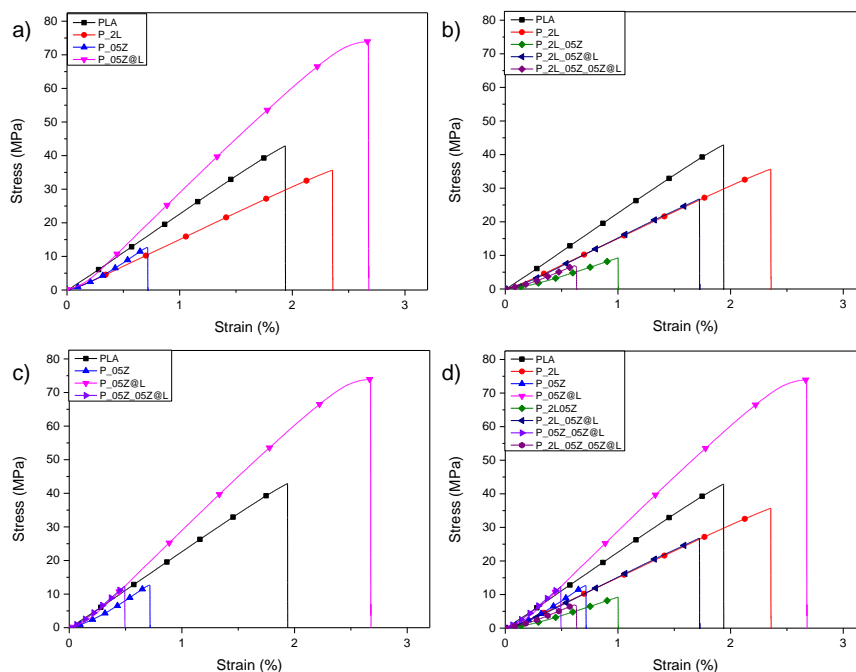 a)
PLA
P_2L
P_05Z
P_05Z@L
80
70
60
50
40
30
20
10
0
0
1
2
3
Stress (MPa)
Strain (%)
b)
PLA
P_2L
P_2L_05Z
P_2L_05Z@L
P_2L_05Z_05Z@L
80
70
60
50
40
30
20
10
0
0
1
2
3
Stress (MPa)
Strain (%)
c)
PLA
P_05Z
P_05Z@L
P_05Z_05Z@L
80
70
60
50
40
30
20
10
0
0
1
2
3
Stress (MPa)
Strain (%)
d)
PLA
P_2L
P_05Z
P_05Z@L
P_2L05Z
P_2L_05Z@L
P_05Z_05Z@L
P_2L_05Z_05Z@L
80
70
60
50
40
30
20
10
0
0
1
2
3
Stress (MPa)
Strain (%)